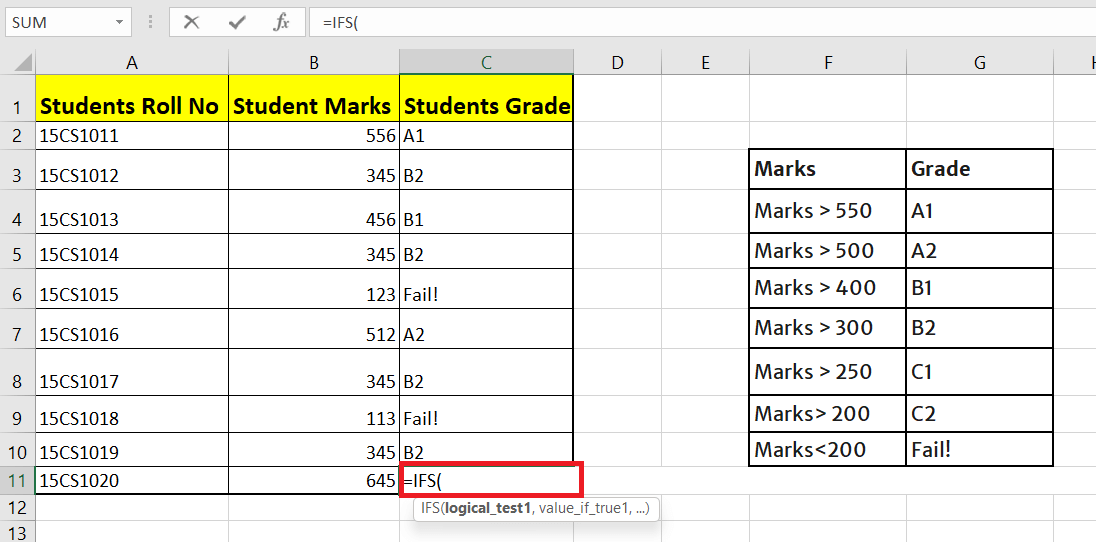 SUM =IFS(
A B C D E F G H
1 Students Roll No Student Marks Students Grade
2 15CS1011 556 A1
3 15CS1012 345 B2 Marks Grade
4 15CS1013 456 B1 Marks > 550 A1
5 15CS1014 345 B2 Marks > 500 A2
6 15CS1015 123 Fail! Marks > 400 B1
7 15CS1016 512 A2 Marks > 300 B2
8 15CS1017 345 B2 Marks > 250 C1
9 15CS1018 113 Fail! Marks> 200 C2
10 15CS1019 345 B2 Marks<200 Fail!
11 15CS1020 645 =IFS(
12 IFS(logical_test1, value_if_true1, ...)
13